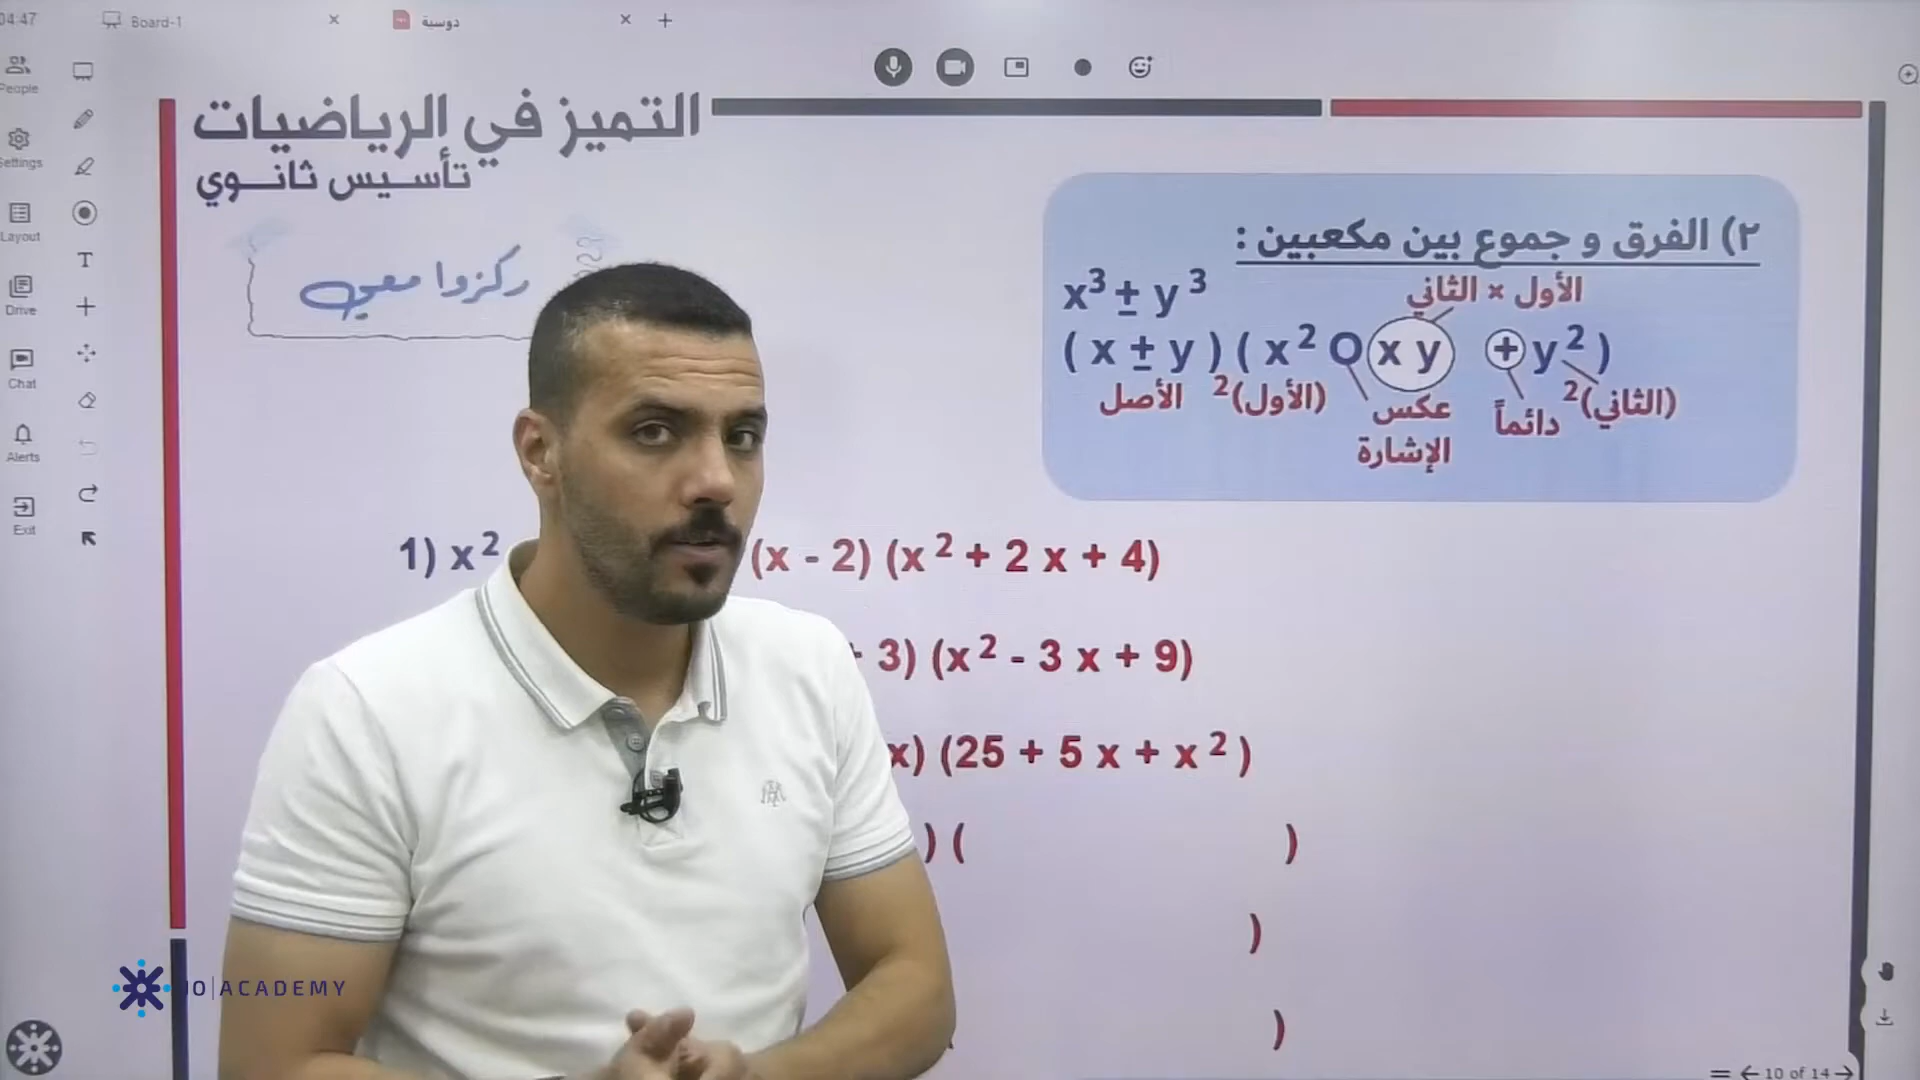 04:47
Board-1
دوسية
People
Settings
Layout
Drive
Chat
Alerts
Exit
T
التميز في الرياضيات
تأسيس ثانوي
ركزوا معي
٢) الفرق و جموع بين مكعبين :
x³ ± y³
الأول × الثاني
( x ± y ) ( x² O x y + y² )
الأصل
(الأول)²
عكس الإشارة
دائماً
(الثاني)²
1) x²
(x - 2) (x² + 2 x + 4)
3) (x² - 3 x + 9)
x) (25 + 5 x + x² )
) ( )
)
)
JO|ACADEMY
10 of 14